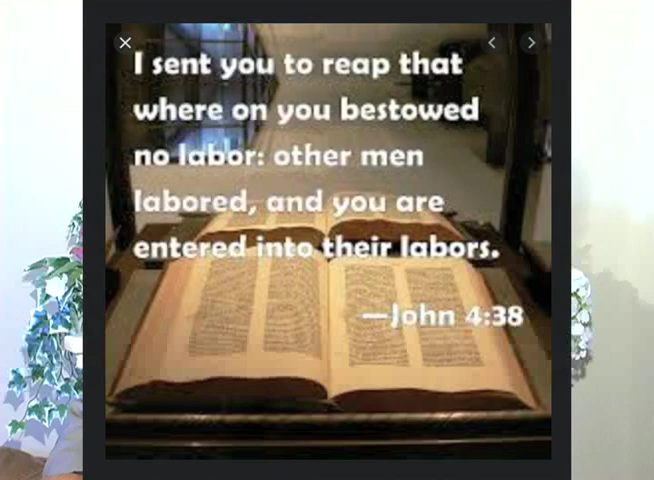 I sent you to reap that
where on you bestowed
no labor: other men
labored, and you are
entered into their labors.
—John 4:38